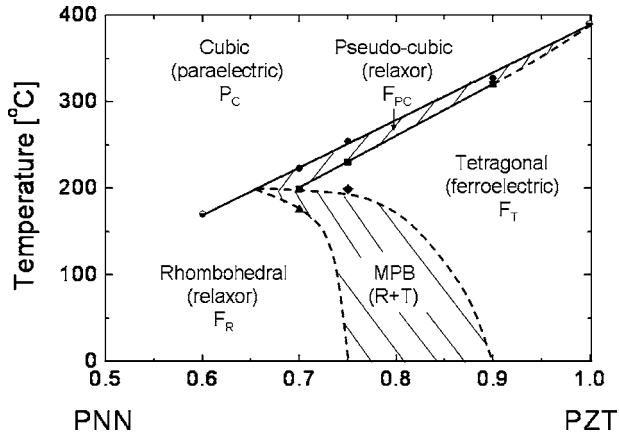 400
300
200
100
0
Temperature [°C]
Cubic
(paraelectric)
P_C
Pseudo-cubic
(relaxor)
F_PC
Tetragonal
(ferroelectric)
F_T
Rhombohedral
(relaxor)
F_R
MPB
(R+T)
0.5 0.6 0.7 0.8 0.9 1.0
PNN PZT